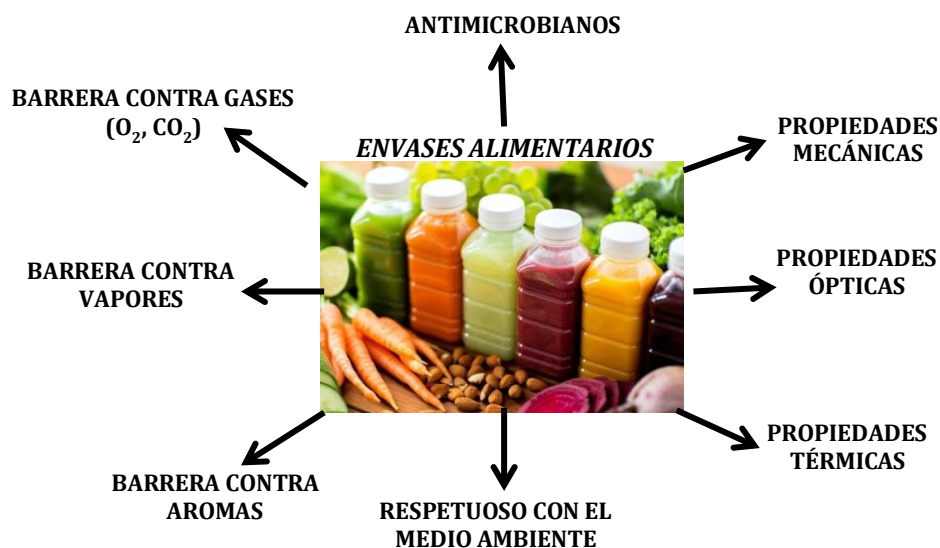 ANTIMICROBIANOS
BARRERA CONTRA GASES
(O₂, CO₂)
PROPIEDADES
MECÁNICAS
ENVASES ALIMENTARIOS
BARRERA CONTRA
VAPORES
PROPIEDADES
ÓPTICAS
PROPIEDADES
TÉRMICAS
BARRERA CONTRA
AROMAS
RESPETUOSO CON EL
MEDIO AMBIENTE